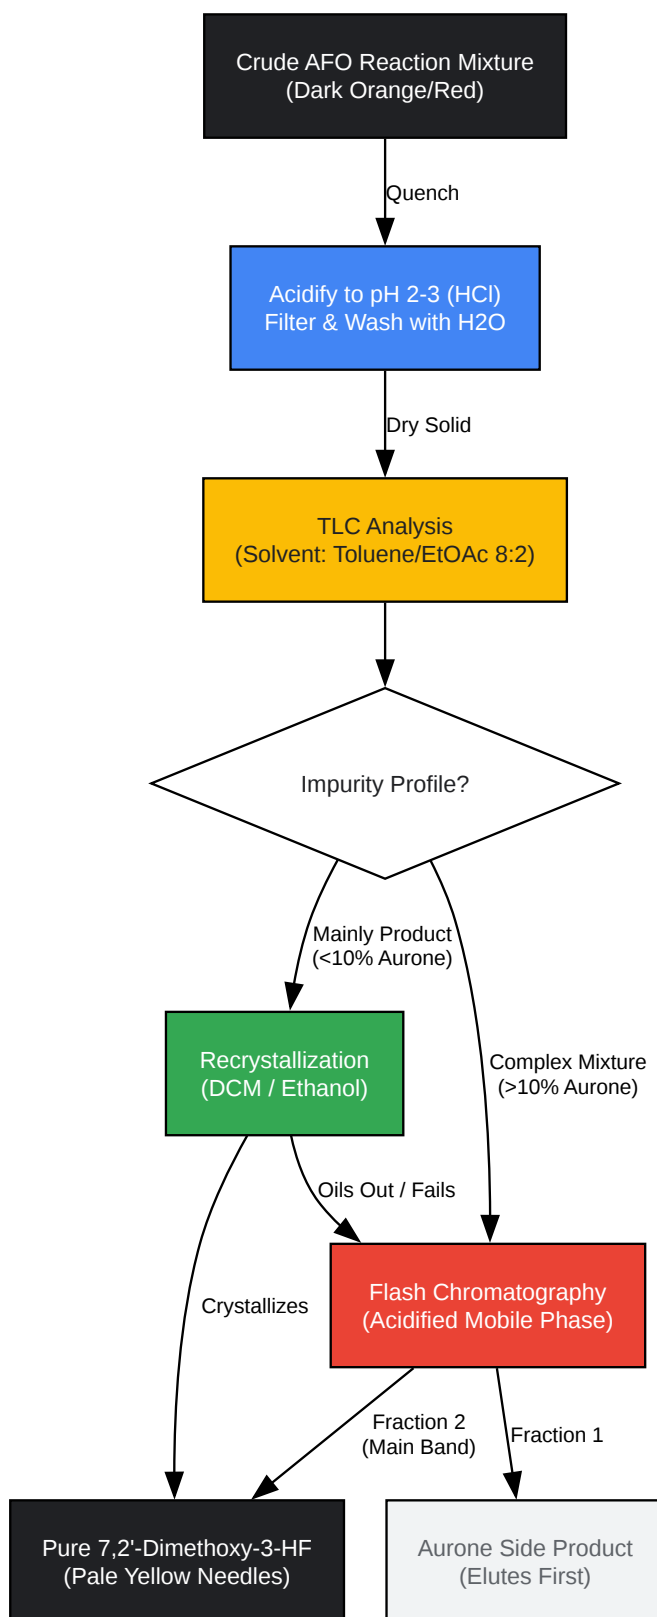 Crude AFO Reaction Mixture
(Dark Orange/Red)
Quench
Acidify to pH 2-3 (HCl)
Filter & Wash with H2O
Dry Solid
TLC Analysis
(Solvent: Toluene/EtOAc 8:2)
Impurity Profile?
Mainly Product
(<10% Aurone)
Complex Mixture
(>10% Aurone)
Recrystallization
(DCM / Ethanol)
Oils Out / Fails
Flash Chromatography
(Acidified Mobile Phase)
Crystallizes
Fraction 2
(Main Band)
Fraction 1
Pure 7,2'-Dimethoxy-3-HF
(Pale Yellow Needles)
Aurone Side Product
(Elutes First)